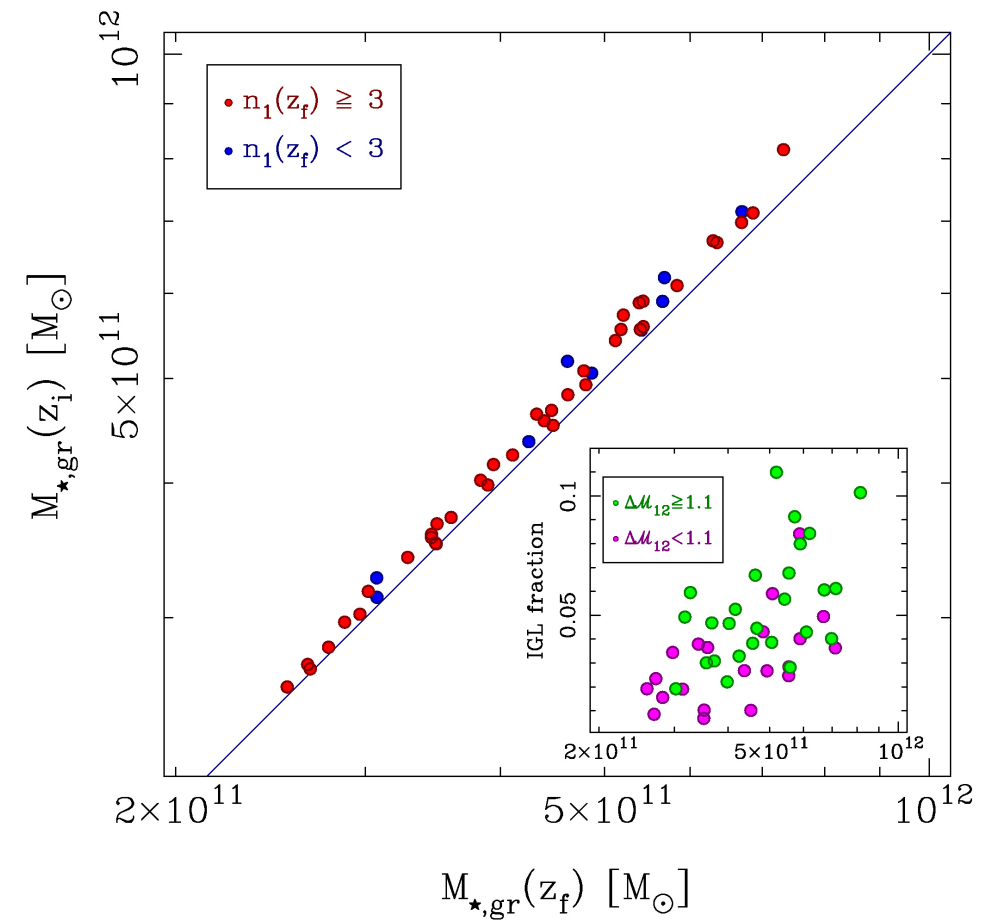 10¹²
n₁(z_f) ≧ 3
n₁(z_f) < 3
M★,gr(z_i) [M⊙]
5×10¹¹
0.1
Δℳ₁₂≧1.1
Δℳ₁₂<1.1
IGL fraction
0.05
2×10¹¹ 5×10¹¹ 10¹²
2×10¹¹ 5×10¹¹ 10¹²
M★,gr(z_f) [M⊙]